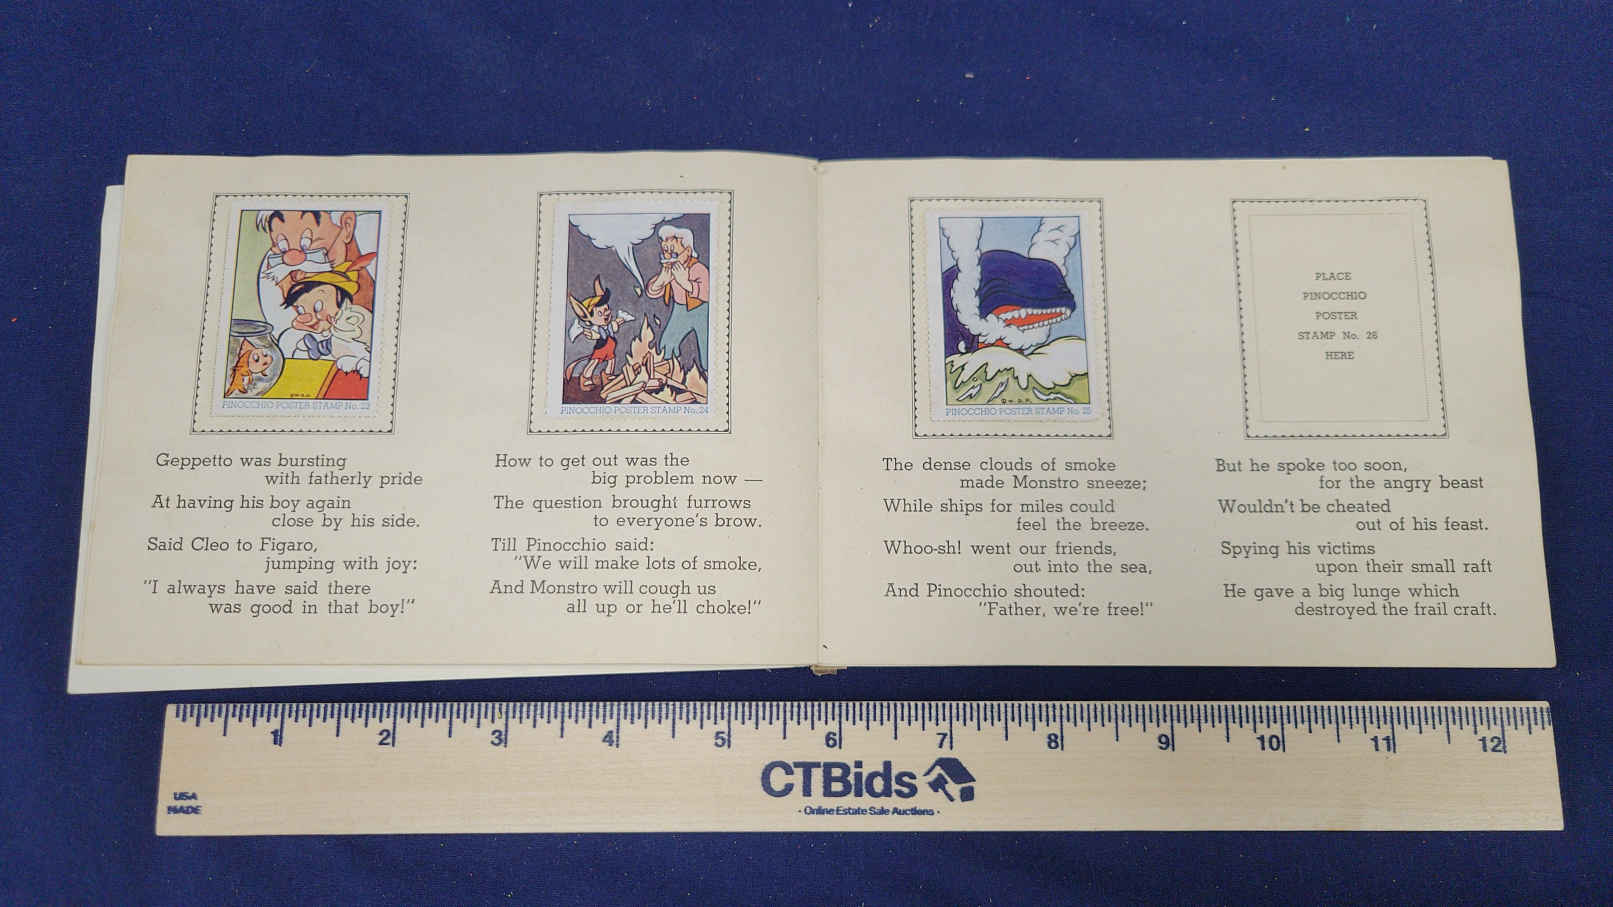 PINOCCHIO POSTER STAMP No. 23
Geppetto was bursting
with fatherly pride
At having his boy again
close by his side.
Said Cleo to Figaro,
jumping with joy:
"I always have said there
was good in that boy!"
PINOCCHIO POSTER STAMP No. 24
How to get out was the
big problem now —
The question brought furrows
to everyone's brow.
Till Pinocchio said:
"We will make lots of smoke,
And Monstro will cough us
all up or he'll choke!"
PINOCCHIO POSTER STAMP No. 25
The dense clouds of smoke
made Monstro sneeze;
While ships for miles could
feel the breeze.
Whoo-sh! went our friends,
out into the sea,
And Pinocchio shouted:
"Father, we're free!"
PLACE
PINOCCHIO
POSTER
STAMP No. 26
HERE
But he spoke too soon,
for the angry beast
Wouldn't be cheated
out of his feast.
Spying his victims
upon their small raft
He gave a big lunge which
destroyed the frail craft.
1 2 3 4 5 6 7 8 9 10 11 12
CTBids
- Online Estate Sale Auctions -
USA
MADE